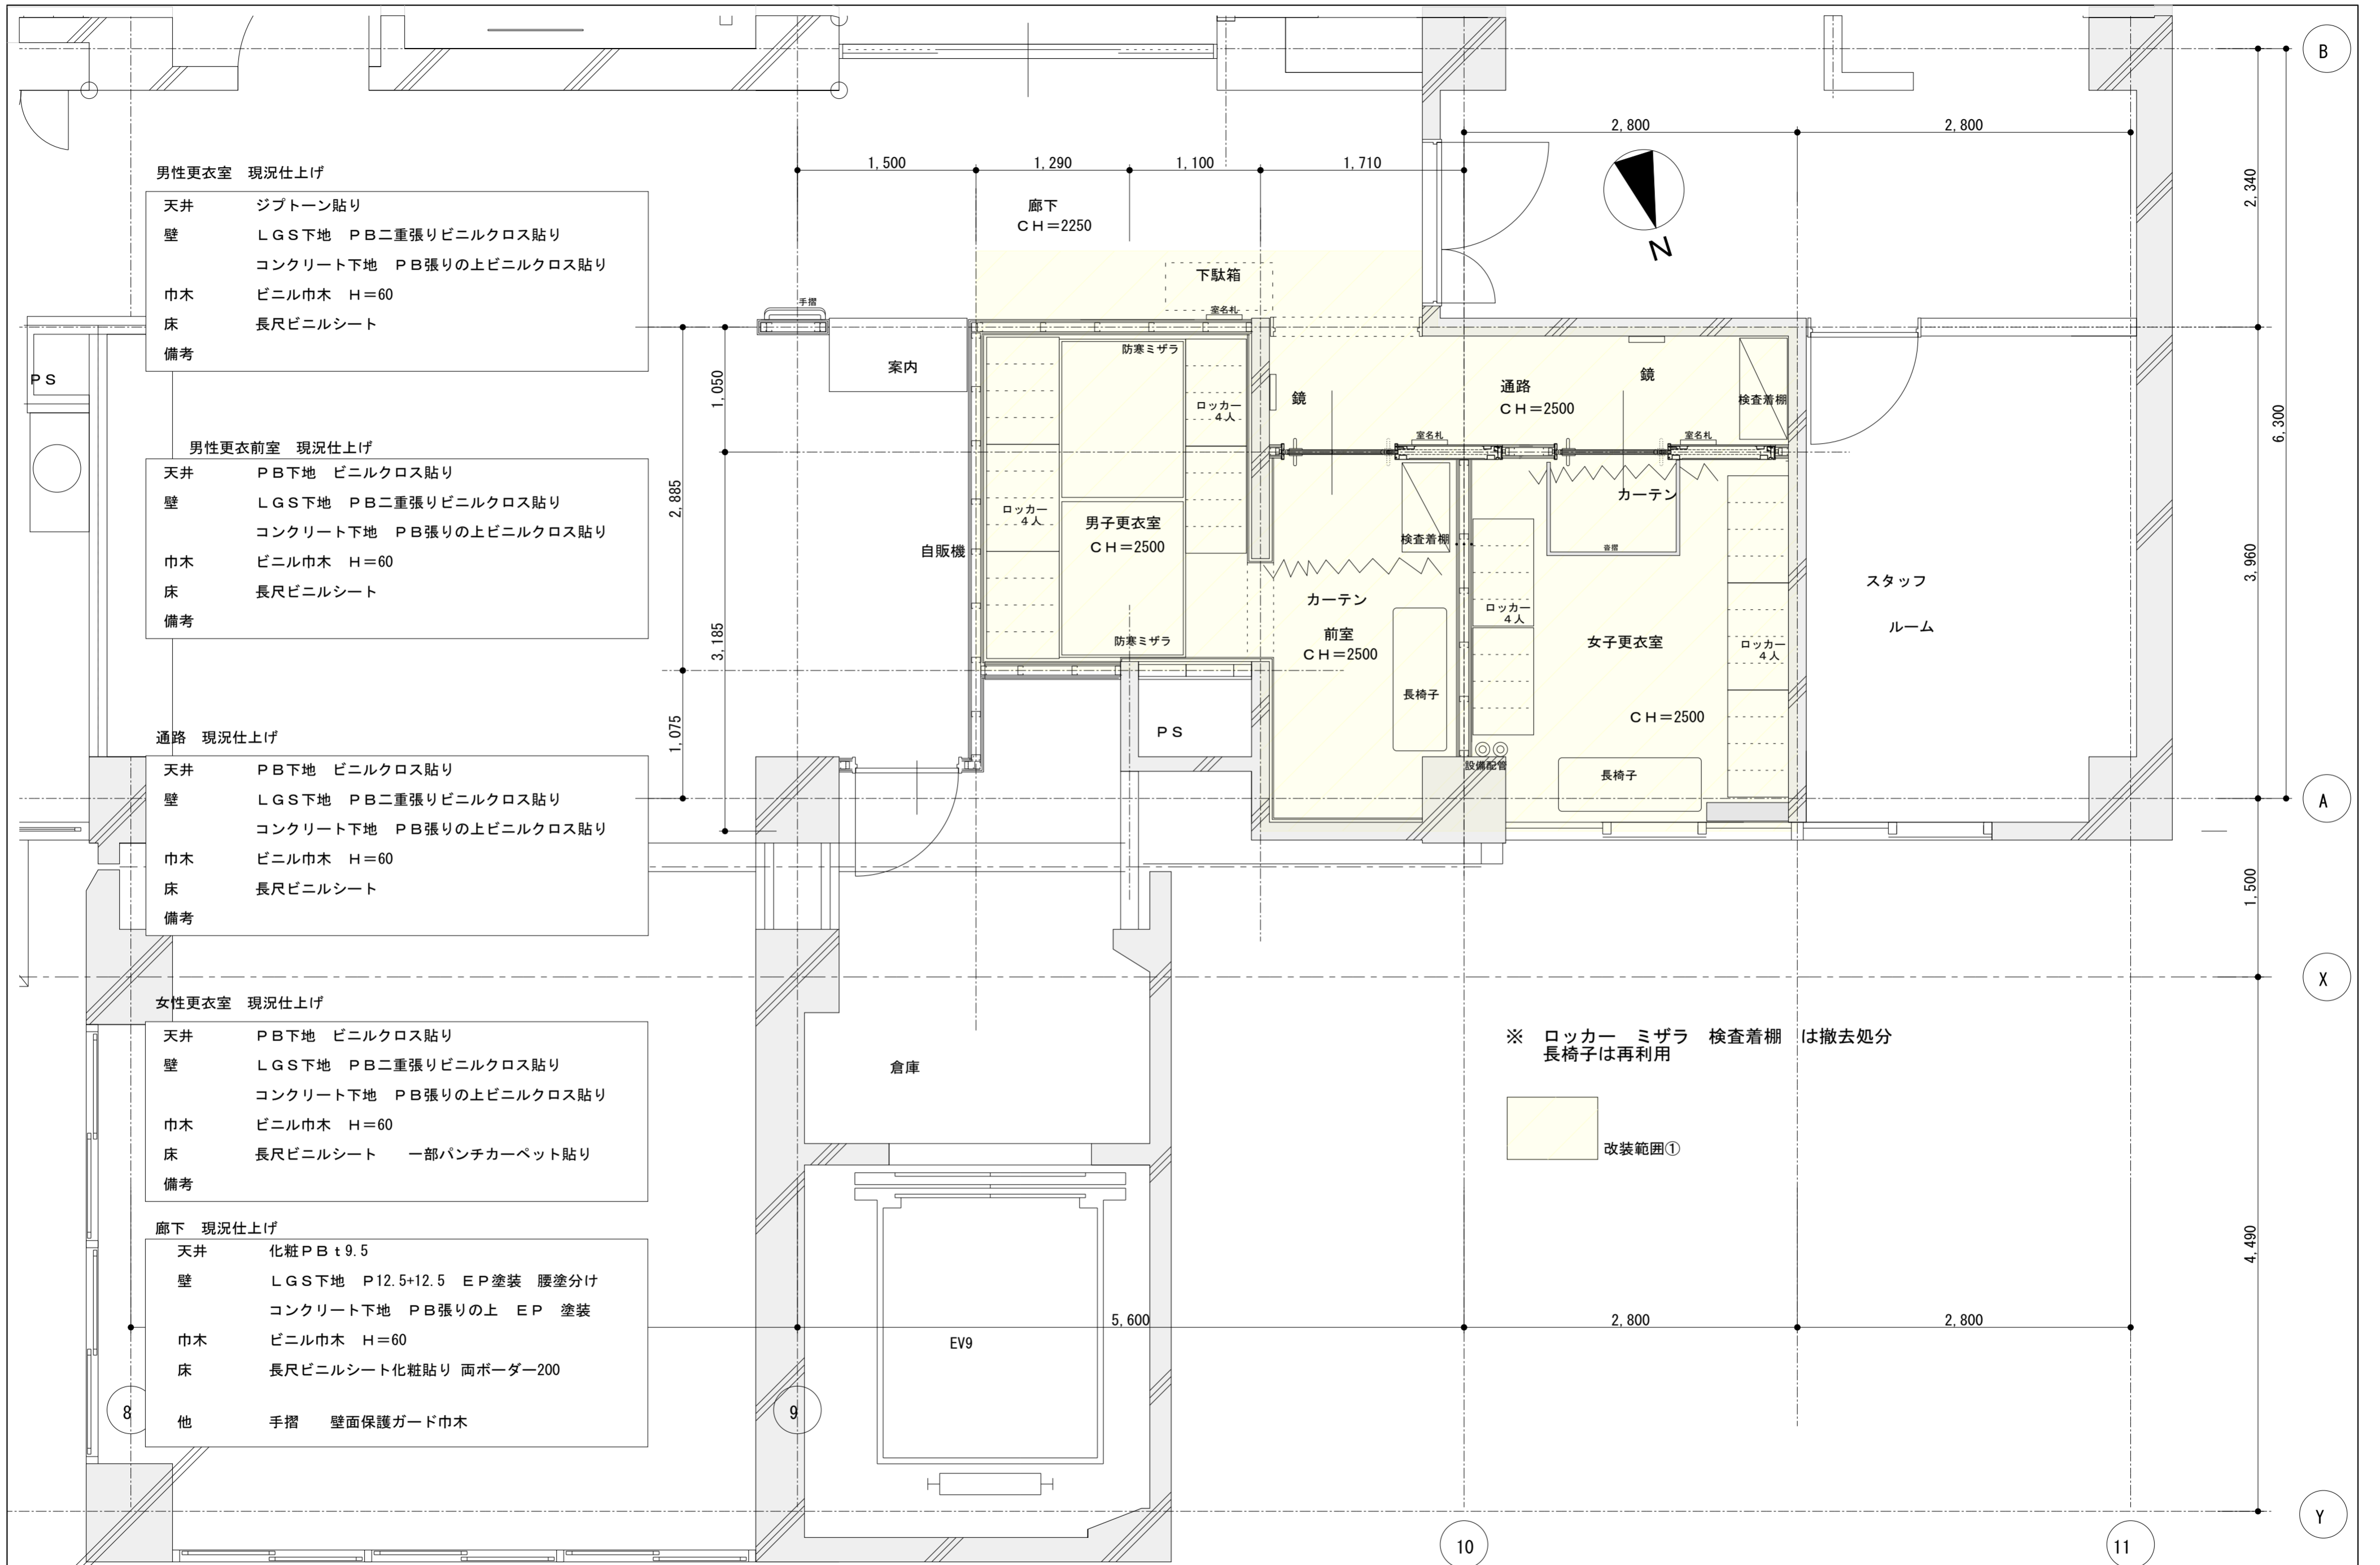 B
2,800
2,800
1,500
1,290
1,100
1,710
2,340
6,300
廊下
CH=2250
N
下駄箱
手摺
室名札
男性更衣室　現況仕上げ
天井　ジプトーン貼り
壁　LGS下地　PB二重張りビニルクロス貼り
コンクリート下地　PB張りの上ビニルクロス貼り
巾木　ビニル巾木　H=60
床　長尺ビニルシート
備考
PS
案内
防寒ミザラ
ロッカー
4人
鏡
通路
CH=2500
鏡
検査着棚
室名札
室名札
1,050
2,885
3,185
1,075
男性更衣前室　現況仕上げ
天井　PB下地　ビニルクロス貼り
壁　LGS下地　PB二重張りビニルクロス貼り
コンクリート下地　PB張りの上ビニルクロス貼り
巾木　ビニル巾木　H=60
床　長尺ビニルシート
備考
ロッカー
4人
男子更衣室
CH=2500
自販機
検査着棚
カーテン
カーテン
前室
CH=2500
防寒ミザラ
長椅子
ロッカー
4人
女子更衣室
ロッカー
4人
CH=2500
スタッフ
ルーム
3,960
PS
設備配管
長椅子
A
通路　現況仕上げ
天井　PB下地　ビニルクロス貼り
壁　LGS下地　PB二重張りビニルクロス貼り
コンクリート下地　PB張りの上ビニルクロス貼り
巾木　ビニル巾木　H=60
床　長尺ビニルシート
備考
1,500
X
女性更衣室　現況仕上げ
天井　PB下地　ビニルクロス貼り
壁　LGS下地　PB二重張りビニルクロス貼り
コンクリート下地　PB張りの上ビニルクロス貼り
巾木　ビニル巾木　H=60
床　長尺ビニルシート　一部パンチカーペット貼り
備考
倉庫
※　ロッカー　ミザラ　検査着棚　は撤去処分
長椅子は再利用
改装範囲①
廊下　現況仕上げ
天井　化粧PBt9.5
壁　LGS下地　P12.5+12.5　EP塗装　腰塗分け
コンクリート下地　PB張りの上　EP　塗装
巾木　ビニル巾木　H=60
床　長尺ビニルシート化粧貼り 両ボーダー200
他　手摺　壁面保護ガード巾木
4,490
5,600
2,800
2,800
EV9
8
9
10
11
Y